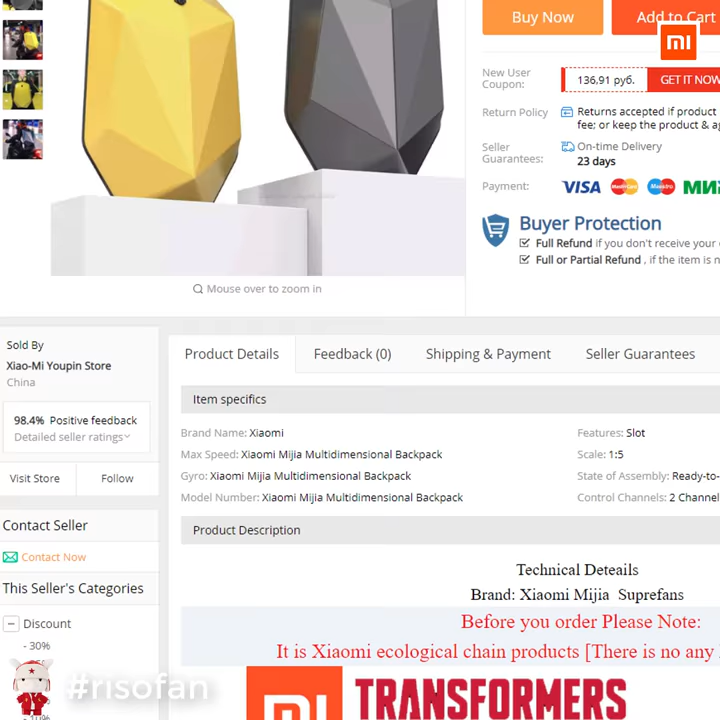 Buy Now
Add to Cart
New User
Coupon:
136,91 руб.
GET IT NOW
Return Policy
Returns accepted if product
fee; or keep the product & a
Seller
Guarantees:
On-time Delivery
23 days
Payment:
VISA
MasterCard
Maestro
МИ
Buyer Protection
Full Refund if you don't receive your
Full or Partial Refund , if the item is n
Mouse over to zoom in
Sold By
Xiao-Mi Youpin Store
China
98.4% Positive feedback
Detailed seller ratings
Visit Store
Follow
Contact Seller
Contact Now
This Seller's Categories
Discount
- 30%
Product Details
Feedback (0)
Shipping & Payment
Seller Guarantees
Item specifics
Brand Name: Xiaomi
Features: Slot
Max Speed: Xiaomi Mijia Multidimensional Backpack
Scale: 1:5
Gyro: Xiaomi Mijia Multidimensional Backpack
State of Assembly: Ready-to-
Model Number: Xiaomi Mijia Multidimensional Backpack
Control Channels: 2 Channel
Product Description
Technical Deteails
Brand: Xiaomi Mijia Suprefans
Before you order Please Note:
It is Xiaomi ecological chain products [There is no any
TRANSFORMERS
#risofan